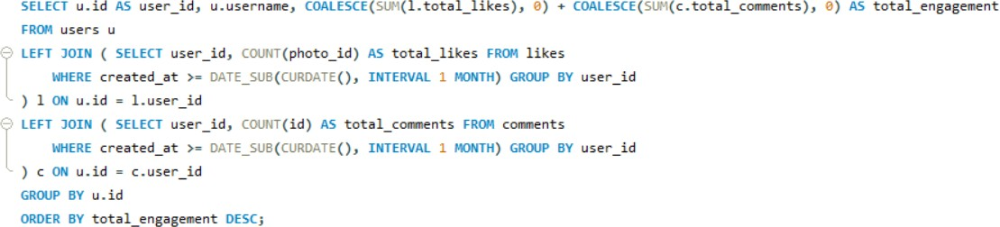 SELECT u.id AS user_id, u.username, COALESCE(SUM(l.total_likes), 0) + COALESCE(SUM(c.total_comments), 0) AS total_engagement
FROM users u
LEFT JOIN ( SELECT user_id, COUNT(photo_id) AS total_likes FROM likes
    WHERE created_at >= DATE_SUB(CURDATE(), INTERVAL 1 MONTH) GROUP BY user_id
) l ON u.id = l.user_id
LEFT JOIN ( SELECT user_id, COUNT(id) AS total_comments FROM comments
    WHERE created_at >= DATE_SUB(CURDATE(), INTERVAL 1 MONTH) GROUP BY user_id
) c ON u.id = c.user_id
GROUP BY u.id
ORDER BY total_engagement DESC;